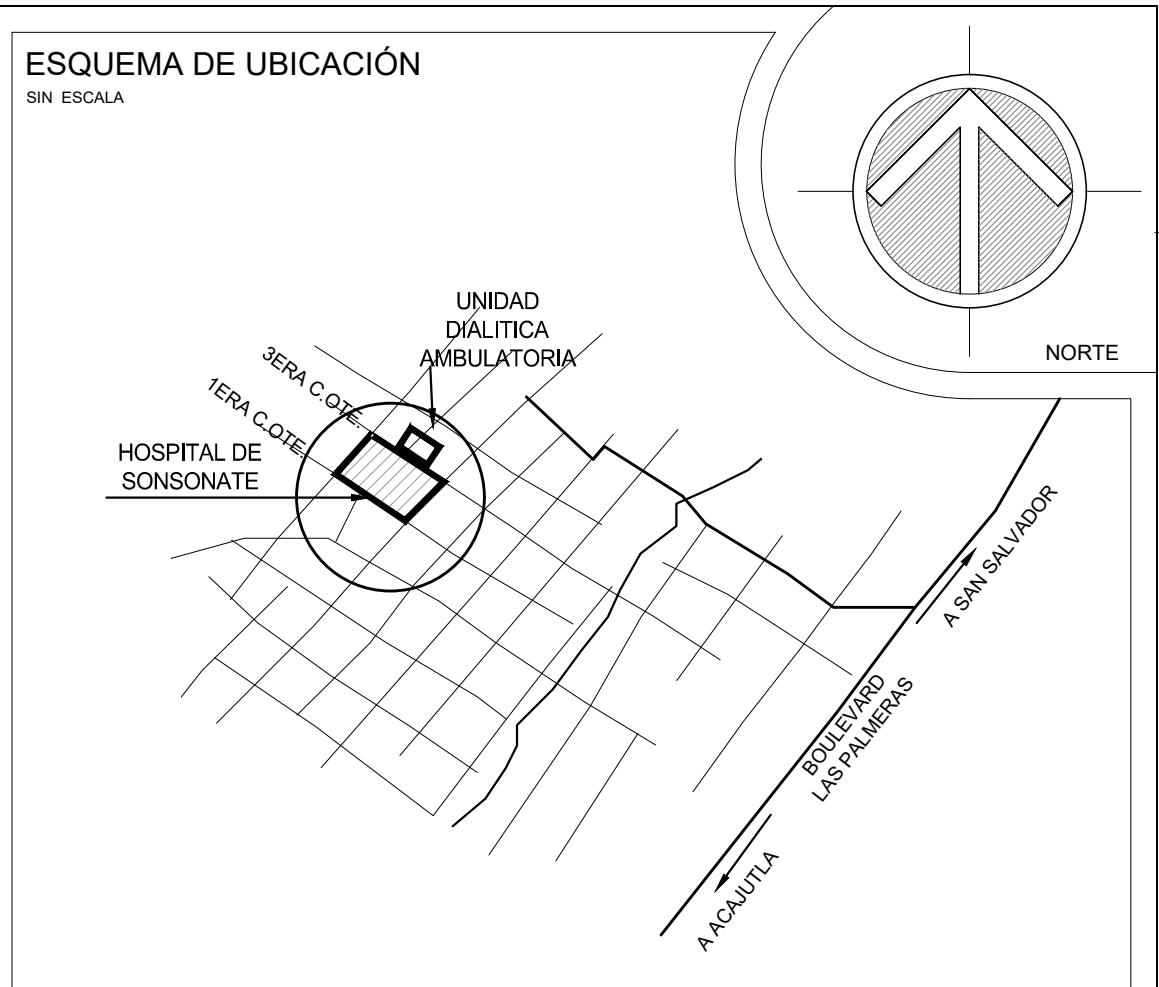 ESQUEMA DE UBICACIÓN
SIN ESCALA
NORTE
UNIDAD
DIALITICA
AMBULATORIA
3ERA C.OTE.
1ERA C.OTE.
HOSPITAL DE
SONSONATE
A SAN SALVADOR
BOULEVARD
LAS PALMERAS
A ACAJUTLA